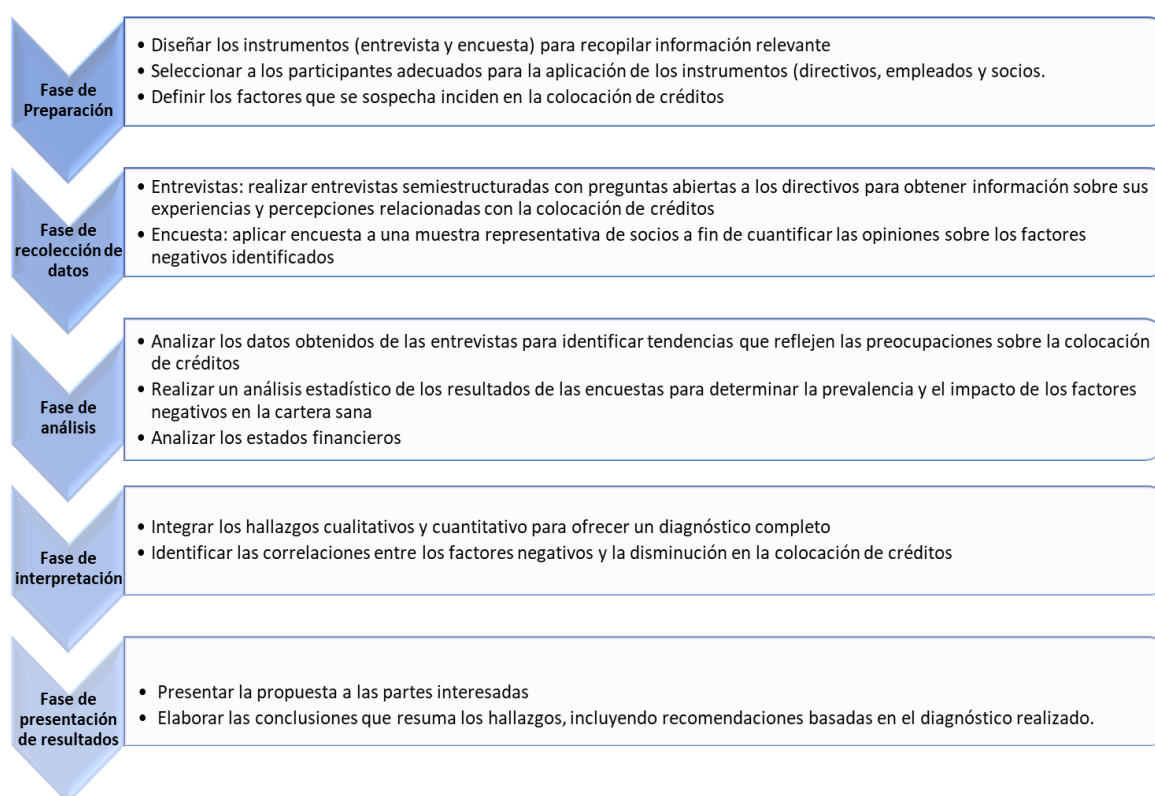 Fase de
Preparación
• Diseñar los instrumentos (entrevista y encuesta) para recopilar información relevante
• Seleccionar a los participantes adecuados para la aplicación de los instrumentos (directivos, empleados y socios.
• Definir los factores que se sospecha inciden en la colocación de créditos
Fase de
recolección de
datos
• Entrevistas: realizar entrevistas semiestructuradas con preguntas abiertas a los directivos para obtener información sobre sus
experiencias y percepciones relacionadas con la colocación de créditos
• Encuesta: aplicar encuesta a una muestra representativa de socios a fin de cuantificar las opiniones sobre los factores
negativos identificados
Fase de
análisis
• Analizar los datos obtenidos de las entrevistas para identificar tendencias que reflejen las preocupaciones sobre la colocación
de créditos
• Realizar un análisis estadístico de los resultados de las encuestas para determinar la prevalencia y el impacto de los factores
negativos en la cartera sana
• Analizar los estados financieros
Fase de
interpretación
• Integrar los hallazgos cualitativos y cuantitativo para ofrecer un diagnóstico completo
• Identificar las correlaciones entre los factores negativos y la disminución en la colocación de créditos
Fase de
presentación
de resultados
• Presentar la propuesta a las partes interesadas
• Elaborar las conclusiones que resuma los hallazgos, incluyendo recomendaciones basadas en el diagnóstico realizado.